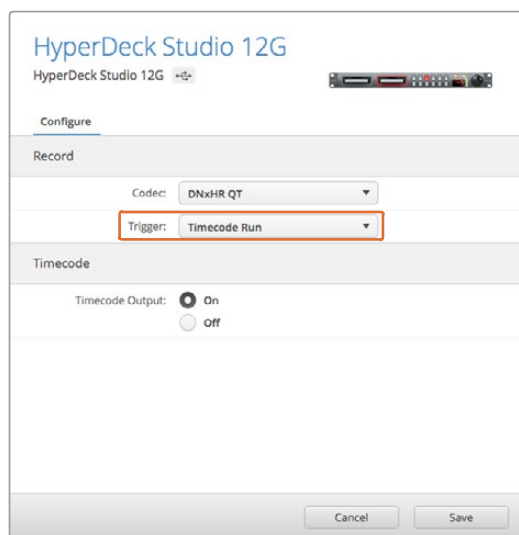 HyperDeck Studio 12G
HyperDeck Studio 12G
Configure
Record
Codec: DNxHR QT
Trigger: Timecode Run
Timecode
Timecode Output: On
Off
Cancel Save